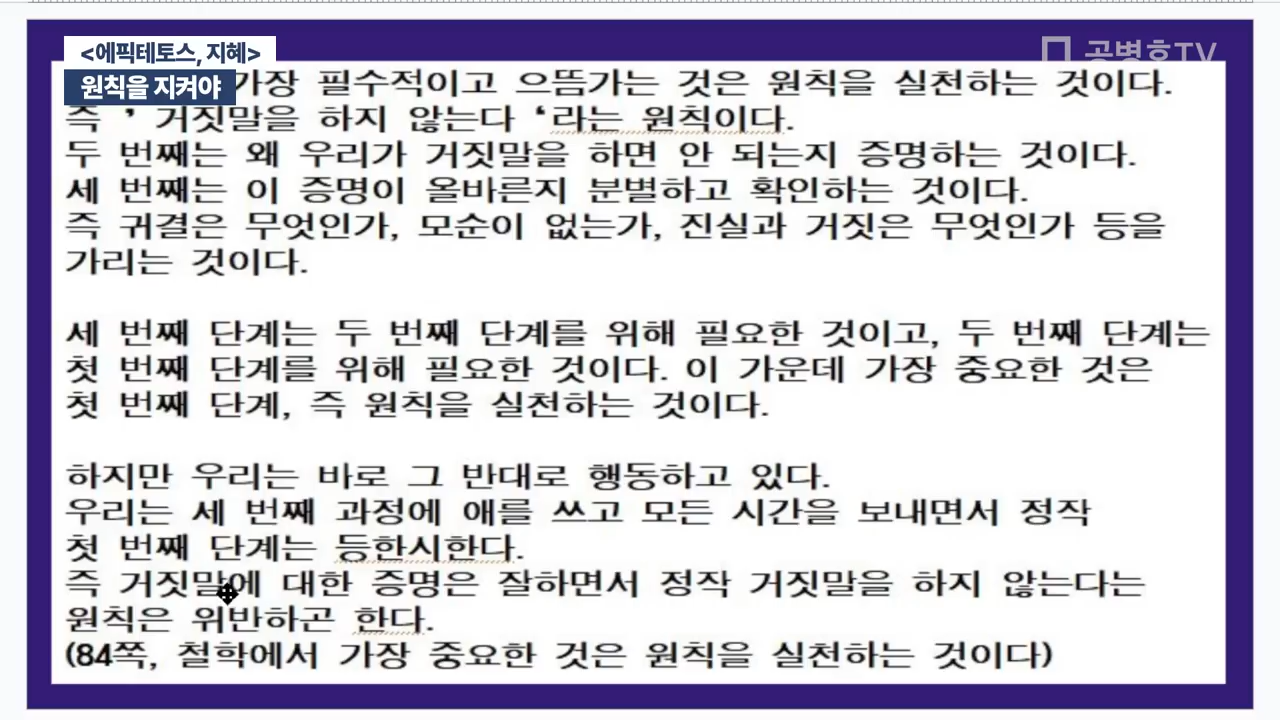 <에픽테토스, 지혜>
공병호TV
원칙을 지켜야
가장 필수적이고 으뜸가는 것은 원칙을 실천하는 것이다.
즉 ’ 거짓말을 하지 않는다 ‘라는 원칙이다.
두 번째는 왜 우리가 거짓말을 하면 안 되는지 증명하는 것이다.
세 번째는 이 증명이 올바른지 분별하고 확인하는 것이다.
즉 귀결은 무엇인가, 모순이 없는가, 진실과 거짓은 무엇인가 등을
가리는 것이다.
세 번째 단계는 두 번째 단계를 위해 필요한 것이고, 두 번째 단계는
첫 번째 단계를 위해 필요한 것이다. 이 가운데 가장 중요한 것은
첫 번째 단계, 즉 원칙을 실천하는 것이다.
하지만 우리는 바로 그 반대로 행동하고 있다.
우리는 세 번째 과정에 애를 쓰고 모든 시간을 보내면서 정작
첫 번째 단계는 등한시한다.
즉 거짓말에 대한 증명은 잘하면서 정작 거짓말을 하지 않는다는
원칙은 위반하곤 한다.
(84쪽, 철학에서 가장 중요한 것은 원칙을 실천하는 것이다)